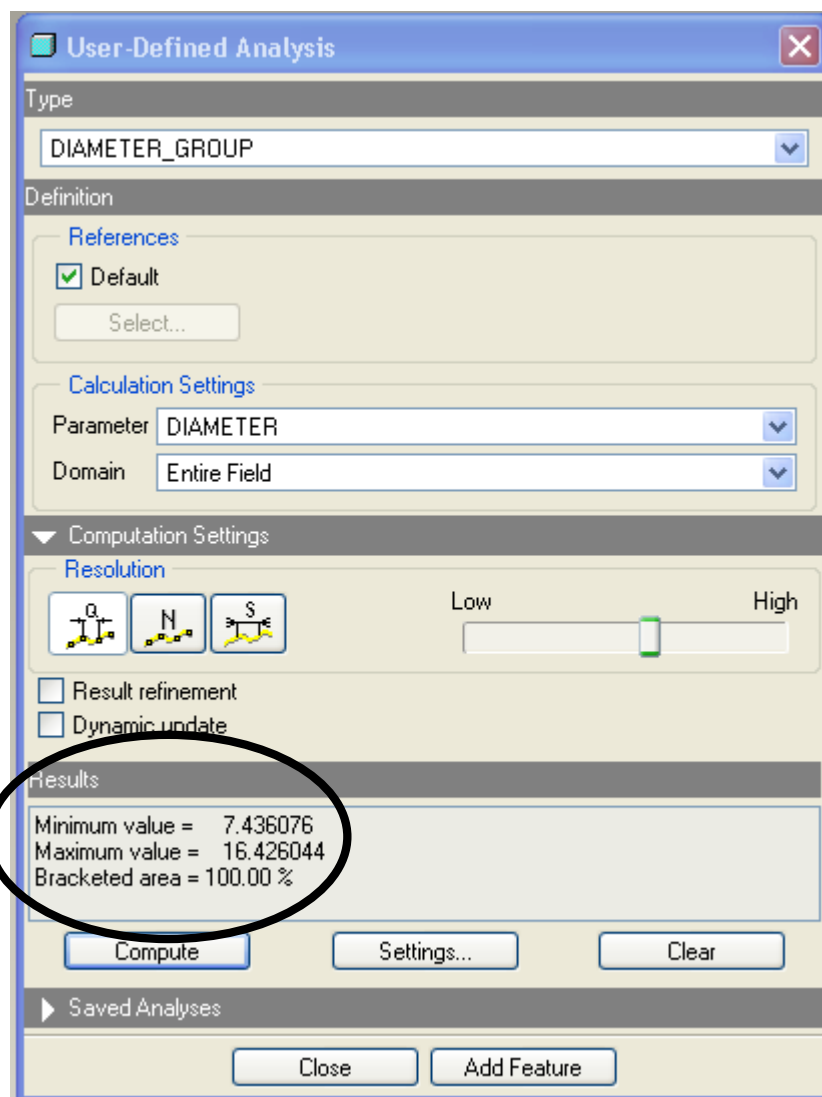 User-Defined Analysis
Type
DIAMETER_GROUP
Definition
References
Default
Select...
Calculation Settings
Parameter DIAMETER
Domain Entire Field
Computation Settings
Resolution
Q N S Low High
Result refinement
Dynamic update
Results
Minimum value = 7.436076
Maximum value = 16.426044
Bracketed area = 100.00 %
Compute Settings... Clear
Saved Analyses
Close Add Feature